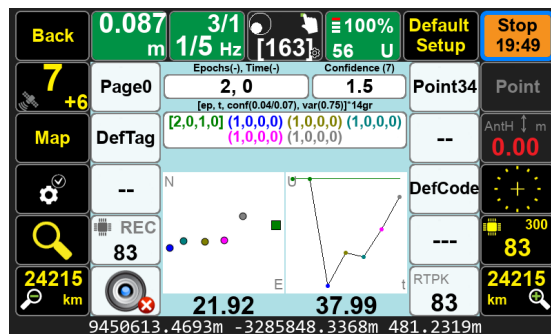 Back
0.087 m
3/1
1/5 Hz
[163]
100%
56 U
Default Setup
Stop
19:49
7
+6
Page0
Epochs(-), Time(-)
2, 0
Confidence (7)
1.5
Point34
Point
[ep, t, conf(0.04/0.07), var(0.75)]*14gr
Map
DefTag
[2,0,1,0] (1,0,0,0) (1,0,0,0) (1,0,0,0)
(1,0,0,0) (1,0,0,0)
--
AntH m
0.00
--
N
E
U
t
DefCode
REC
83
---
300
83
24215
km
21.92
37.99
RTPK
83
24215
km
9450613.4693m -3285848.3368m 481.2319m